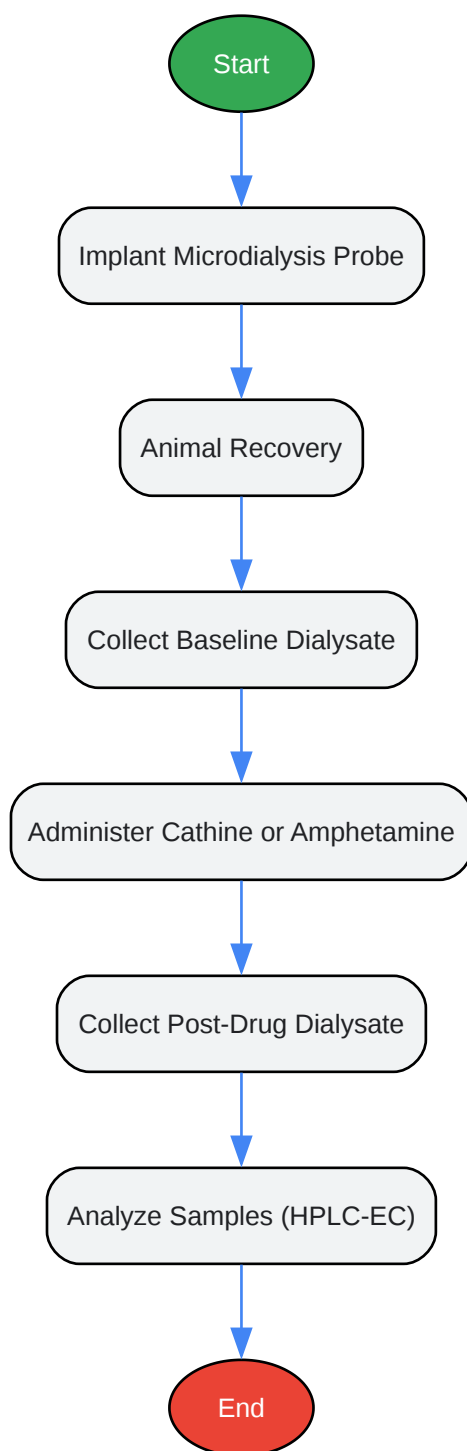 Start
Implant Microdialysis Probe
Animal Recovery
Collect Baseline Dialysate
Administer Cathine or Amphetamine
Collect Post-Drug Dialysate
Analyze Samples (HPLC-EC)
End